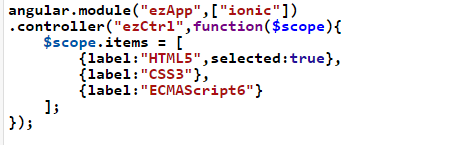 angular.module("ezApp",["ionic"])
.controller("ezCtrl",function($scope){
    $scope.items = [
        {label:"HTML5",selected:true},
        {label:"CSS3"},
        {label:"ECMAScript6"}
    ];
});